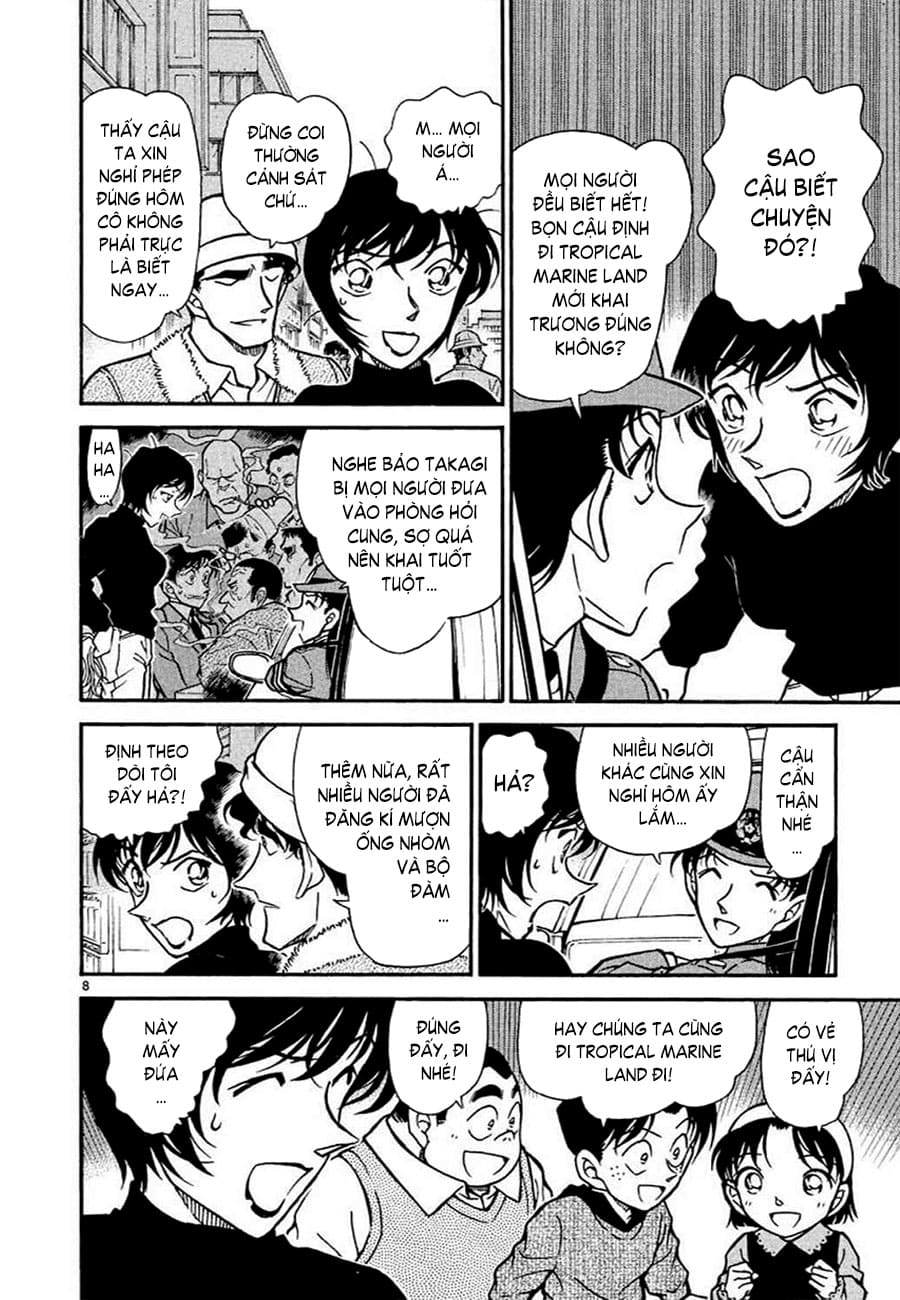 SAO
CẬU BIẾT
CHUYỆN
ĐÓ?!
MỌI NGƯỜI
ĐỀU BIẾT HẾT!
BỌN CẬU ĐỊNH
ĐI TROPICAL
MARINE LAND
MỚI KHAI
TRƯƠNG ĐÚNG
KHÔNG?
M... MỌI
NGƯỜI
Á...
ĐỪNG COI
THƯỜNG
CẢNH SÁT
CHỨ...
THẤY CẬU
TA XIN
NGHỈ PHÉP
ĐÚNG HÔM
CÔ KHÔNG
PHẢI TRỰC
LÀ BIẾT
NGAY...
NGHE BẢO TAKAGI
BỊ MỌI NGƯỜI ĐƯA
VÀO PHÒNG HỎI
CUNG, SỢ QUÁ
NÊN KHAI TUỐT
TUỘT...
HA
HA
...
CẬU
CẨN
THẬN
NHÉ
...
NHIỀU NGƯỜI
KHÁC CŨNG XIN
NGHỈ HÔM ẤY
LẮM...
HẢ?
THÊM NỮA, RẤT
NHIỀU NGƯỜI ĐÃ
ĐĂNG KÍ MƯỢN
ỐNG NHÒM
VÀ BỘ
ĐÀM
...
ĐỊNH THEO
DÕI TÔI
ĐẤY HẢ?!
8
CÓ VẺ
THÚ VỊ
ĐẤY!
HAY CHÚNG TA CŨNG
ĐI TROPICAL MARINE
LAND ĐI!
ĐÚNG
ĐẤY, ĐI
NHÉ!
NÀY
MẤY
ĐỨA
...